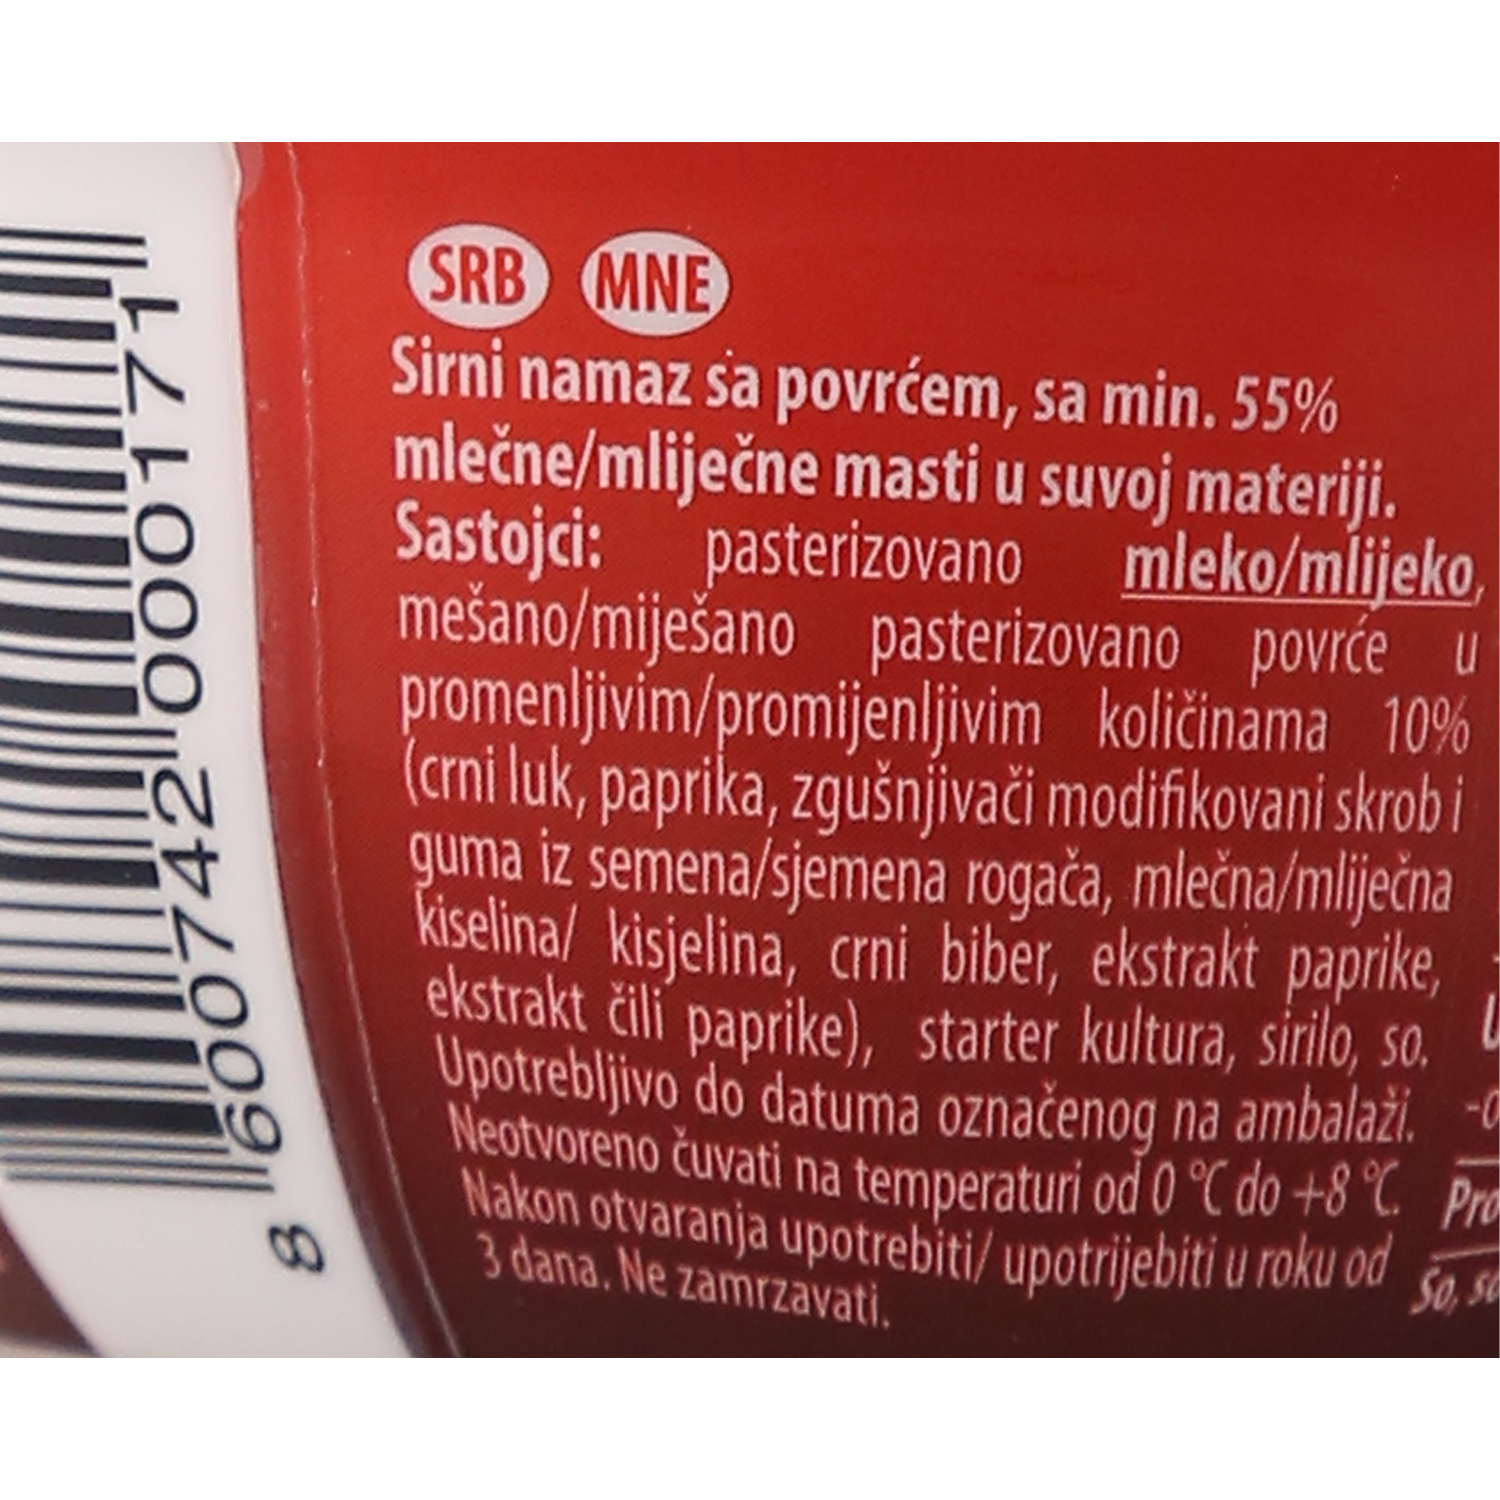 SRB MNE
Sirni namaz sa povrćem, sa min. 55%
mlečne/mliječne masti u suvoj materiji.
Sastojci: pasterizovano mleko/mlijeko,
mešano/miješano pasterizovano povrće u
promenljivim/promijenljivim količinama 10%
(crni luk, paprika, zgušnjivači modifikovani skrob i
guma iz semena/sjemena rogača, mlečna/mliječna
kiselina/ kisjelina, crni biber, ekstrakt paprike,
ekstrakt čili paprike), starter kultura, sirilo, so.
Upotrebljivo do datuma označenog na ambalaži.
Neotvoreno čuvati na temperaturi od 0 °C do +8 °C.
Nakon otvaranja upotrebiti/ upotrijebiti u roku od
3 dana. Ne zamrzavati.
8 600742 000171